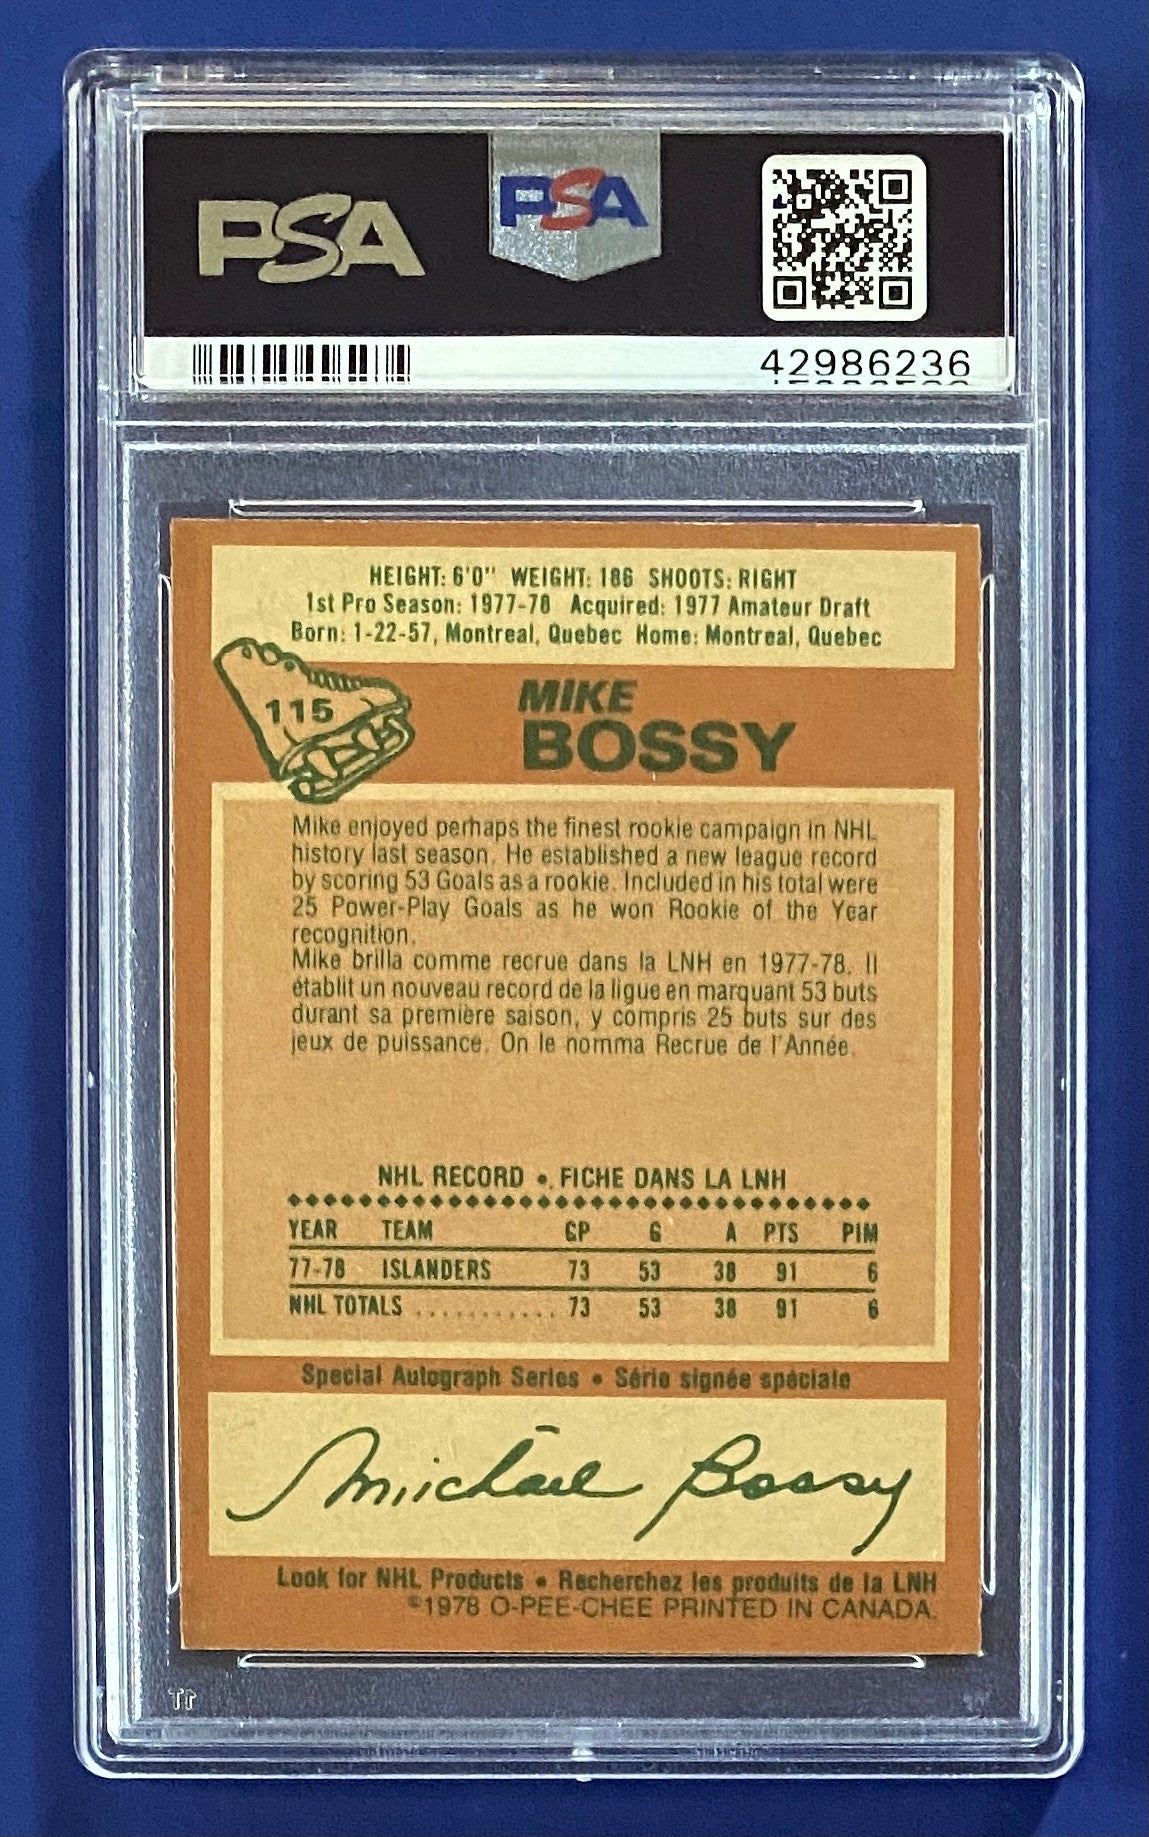 PSA PSA
42986236
HEIGHT: 6'0" WEIGHT: 186 SHOOTS: RIGHT
1st Pro Season: 1977-78 Acquired: 1977 Amateur Draft
Born: 1-22-57, Montreal, Quebec Home: Montreal, Quebec
115
MIKE
BOSSY
Mike enjoyed perhaps the finest rookie campaign in NHL
history last season. He established a new league record
by scoring 53 Goals as a rookie. Included in his total were
25 Power-Play Goals as he won Rookie of the Year
recognition.
Mike brilla comme recrue dans la LNH en 1977-78. Il
établit un nouveau record de la ligue en marquant 53 buts
durant sa première saison, y compris 25 buts sur des
jeux de puissance. On le nomma Recrue de l'Année.
NHL RECORD • FICHE DANS LA LNH
YEAR TEAM GP G A PTS PIM
77-78 ISLANDERS 73 53 38 91 6
NHL TOTALS ............ 73 53 38 91 6
Special Autograph Series • Série signée spéciale
Michael Bossy
Look for NHL Products • Recherchez les produits de la LNH
©1978 O-PEE-CHEE PRINTED IN CANADA.